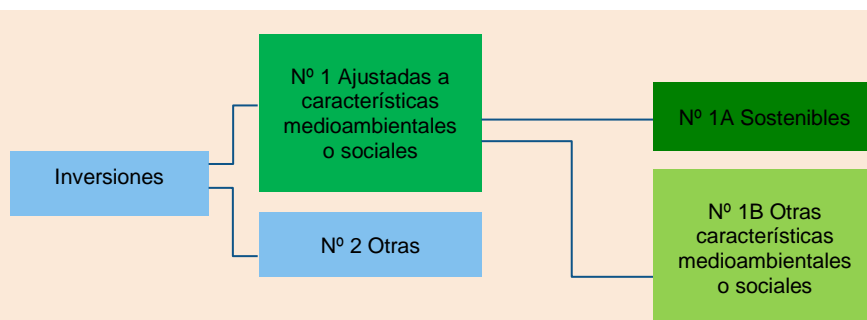 Inversiones
Nº 1 Ajustadas a
características
medioambientales
o sociales
Nº 2 Otras
Nº 1A Sostenibles
Nº 1B Otras
características
medioambientales
o sociales